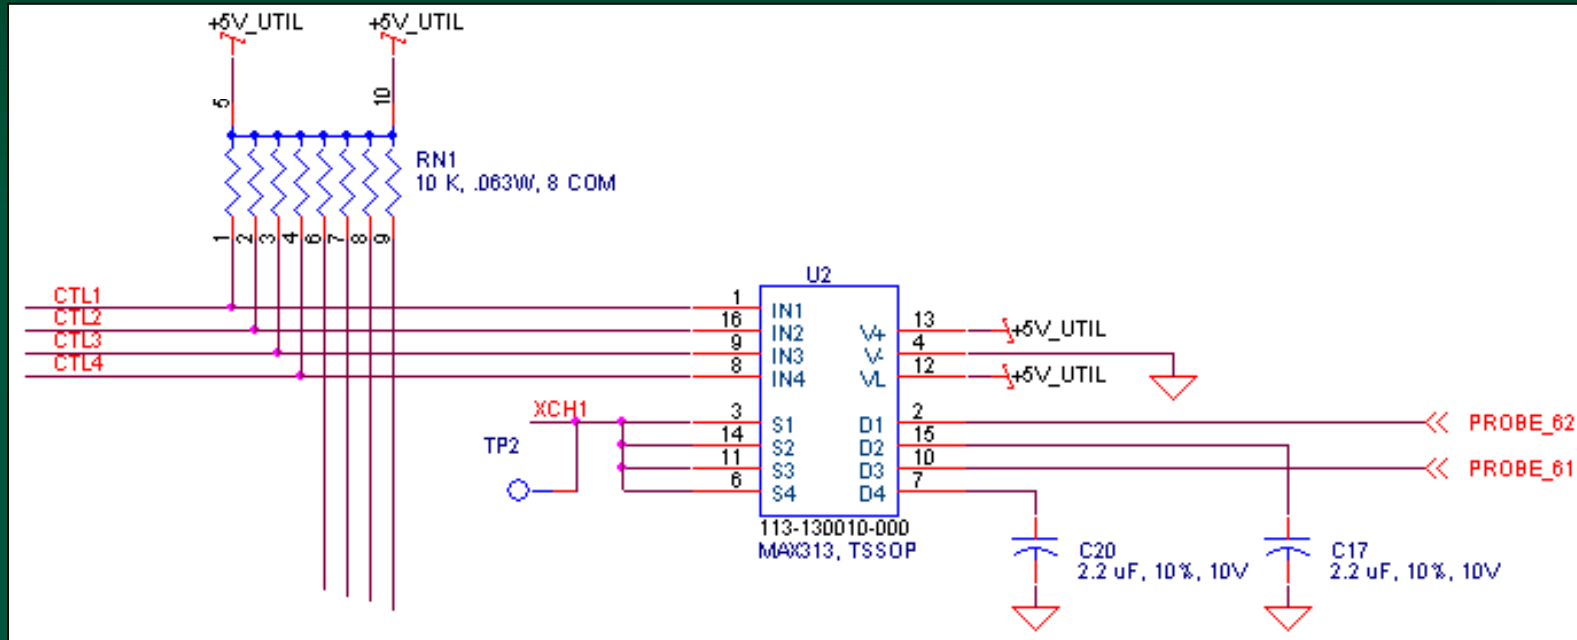 +5V_UTIL
+5V_UTIL
5
10
RN1
10 K, .063W, 8 COM
1
2
3
4
6
7
8
9
CTL1
CTL2
CTL3
CTL4
U2
1
16
9
8
IN1
IN2
IN3
IN4
V+
V-
VL
13
4
12
+5V_UTIL
+5V_UTIL
XCH1
TP2
3
14
11
6
S1
S2
S3
S4
D1
D2
D3
D4
2
15
10
7
PROBE_62
PROBE_61
113-130010-000
MAX313, TSSOP
C20
2.2 uF, 10%, 10V
C17
2.2 uF, 10%, 10V